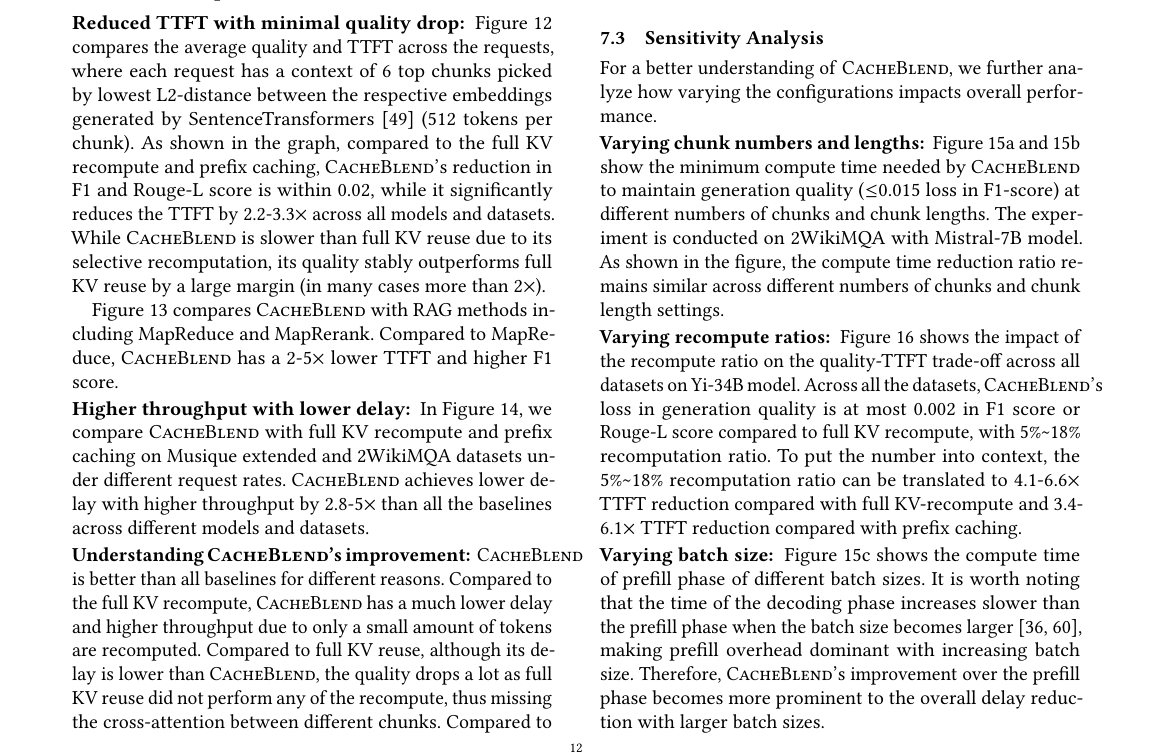 Reduced TTFT with minimal quality drop: Figure 12
compares the average quality and TTFT across the requests,
where each request has a context of 6 top chunks picked
by lowest L2-distance between the respective embeddings
generated by SentenceTransformers [49] (512 tokens per
chunk). As shown in the graph, compared to the full KV
recompute and prefix caching, CacheBlend's reduction in
F1 and Rouge-L score is within 0.02, while it significantly
reduces the TTFT by 2.2-3.3× across all models and datasets.
While CacheBlend is slower than full KV reuse due to its
selective recomputation, its quality stably outperforms full
KV reuse by a large margin (in many cases more than 2×).
Figure 13 compares CacheBlend with RAG methods in-
cluding MapReduce and MapRerank. Compared to MapRe-
duce, CacheBlend has a 2-5× lower TTFT and higher F1
score.
Higher throughput with lower delay: In Figure 14, we
compare CacheBlend with full KV recompute and prefix
caching on Musique extended and 2WikiMQA datasets un-
der different request rates. CacheBlend achieves lower de-
lay with higher throughput by 2.8-5× than all the baselines
across different models and datasets.
Understanding CacheBlend's improvement: CacheBlend
is better than all baselines for different reasons. Compared to
the full KV recompute, CacheBlend has a much lower delay
and higher throughput due to only a small amount of tokens
are recomputed. Compared to full KV reuse, although its de-
lay is lower than CacheBlend, the quality drops a lot as full
KV reuse did not perform any of the recompute, thus missing
the cross-attention between different chunks. Compared to
7.3 Sensitivity Analysis
For a better understanding of CacheBlend, we further ana-
lyze how varying the configurations impacts overall perfor-
mance.
Varying chunk numbers and lengths: Figure 15a and 15b
show the minimum compute time needed by CacheBlend
to maintain generation quality (≤0.015 loss in F1-score) at
different numbers of chunks and chunk lengths. The exper-
iment is conducted on 2WikiMQA with Mistral-7B model.
As shown in the figure, the compute time reduction ratio re-
mains similar across different numbers of chunks and chunk
length settings.
Varying recompute ratios: Figure 16 shows the impact of
the recompute ratio on the quality-TTFT trade-off across all
datasets on Yi-34B model. Across all the datasets, CacheBlend's
loss in generation quality is at most 0.002 in F1 score or
Rouge-L score compared to full KV recompute, with 5%~18%
recomputation ratio. To put the number into context, the
5%~18% recomputation ratio can be translated to 4.1-6.6×
TTFT reduction compared with full KV-recompute and 3.4-
6.1× TTFT reduction compared with prefix caching.
Varying batch size: Figure 15c shows the compute time
of prefill phase of different batch sizes. It is worth noting
that the time of the decoding phase increases slower than
the prefill phase when the batch size becomes larger [36, 60],
making prefill overhead dominant with increasing batch
size. Therefore, CacheBlend's improvement over the prefill
phase becomes more prominent to the overall delay reduc-
tion with larger batch sizes.
12